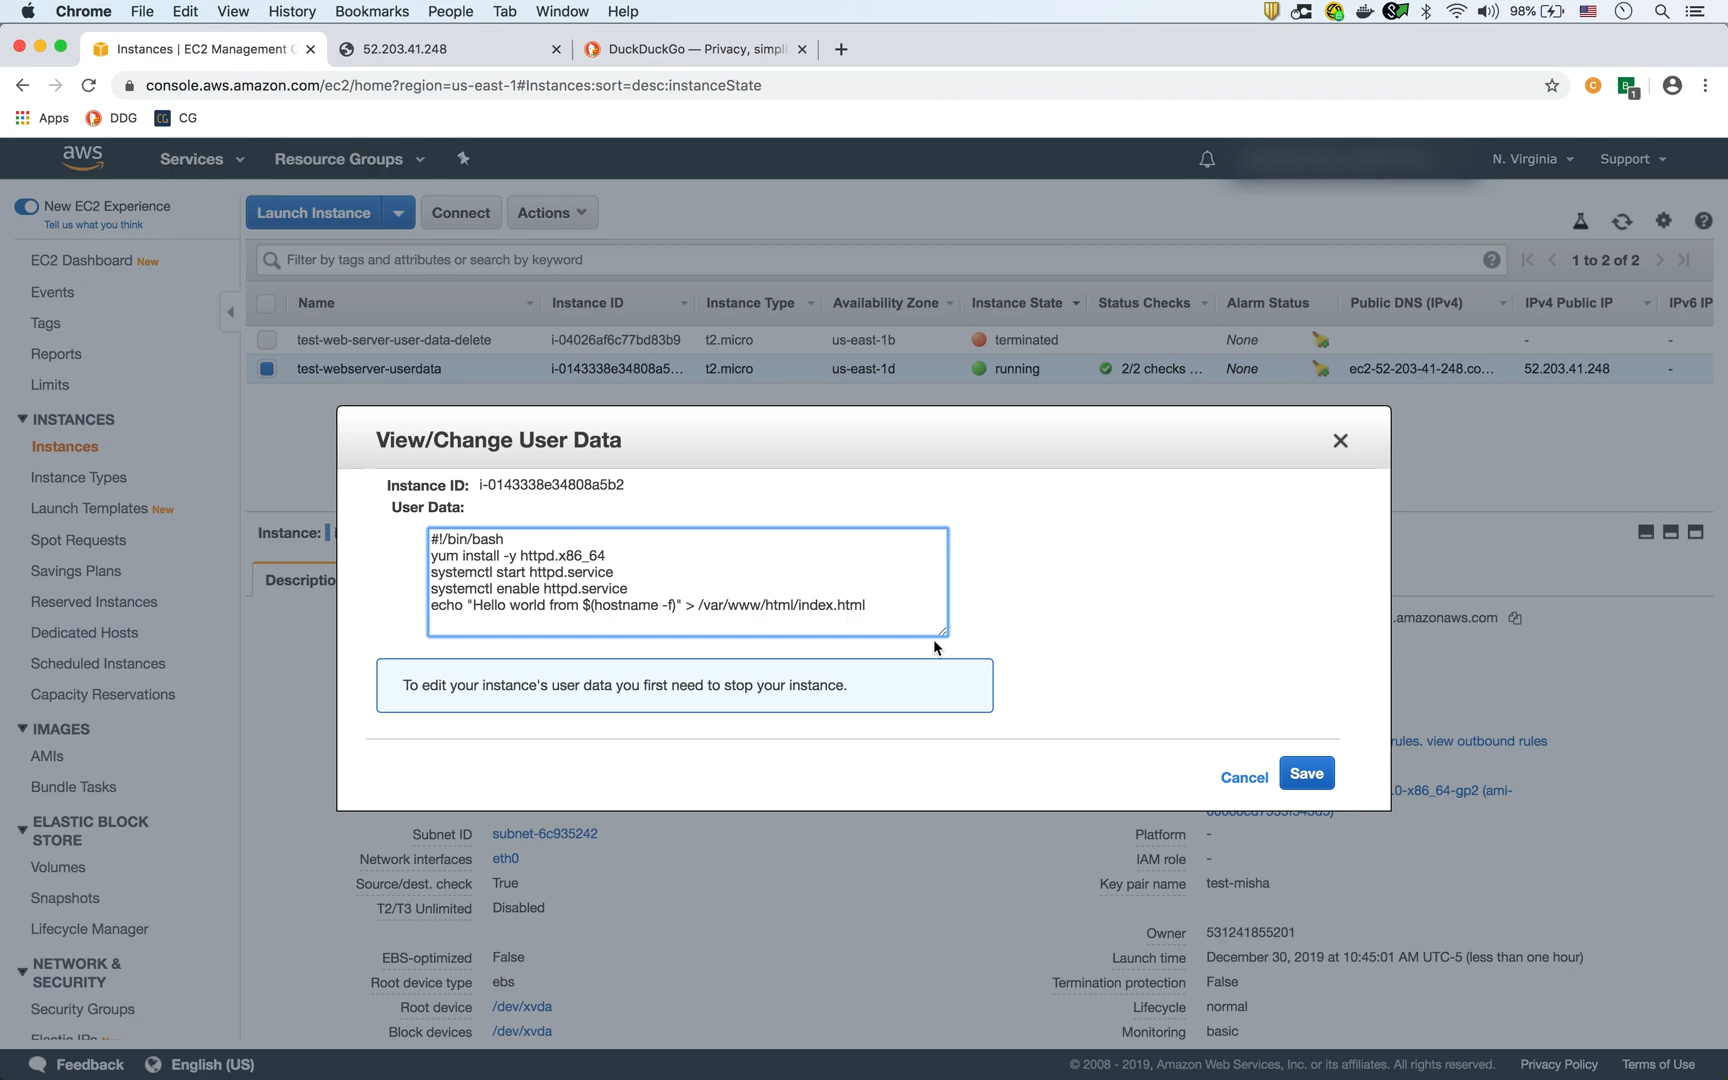 Chrome File Edit View History Bookmarks People Tab Window Help 98%
Instances | EC2 Management C 52.203.41.248 DuckDuckGo — Privacy, simpli
console.aws.amazon.com/ec2/home?region=us-east-1#Instances:sort=desc:instanceState
Apps DDG CG CG
aws Services Resource Groups N. Virginia Support
New EC2 Experience
Tell us what you think
Launch Instance Connect Actions
EC2 Dashboard New
Events
Tags
Reports
Limits
INSTANCES
Instances
Instance Types
Launch Templates New
Spot Requests
Savings Plans
Reserved Instances
Dedicated Hosts
Scheduled Instances
Capacity Reservations
IMAGES
AMIs
Bundle Tasks
ELASTIC BLOCK
STORE
Volumes
Snapshots
Lifecycle Manager
NETWORK &
SECURITY
Security Groups
Filter by tags and attributes or search by keyword 1 to 2 of 2
Name Instance ID Instance Type Availability Zone Instance State Status Checks Alarm Status Public DNS (IPv4) IPv4 Public IP IPv6 IP
test-web-server-user-data-delete i-04026af6c77bd83b9 t2.micro us-east-1b terminated None - -
test-webserver-userdata i-0143338e34808a5... t2.micro us-east-1d running 2/2 checks ... None ec2-52-203-41-248.co... 52.203.41.248 -
Instance:
Descriptio
View/Change User Data
Instance ID: i-0143338e34808a5b2
User Data:
#!/bin/bash
yum install -y httpd.x86_64
systemctl start httpd.service
systemctl enable httpd.service
echo "Hello world from $(hostname -f)" > /var/www/html/index.html
To edit your instance's user data you first need to stop your instance.
Cancel Save
.amazonaws.com
rules. view outbound rules
.0-x86_64-gp2 (ami-
Subnet ID subnet-6c935242 Platform -
Network interfaces eth0 IAM role -
Source/dest. check True Key pair name test-misha
T2/T3 Unlimited Disabled
Owner 531241855201
EBS-optimized False Launch time December 30, 2019 at 10:45:01 AM UTC-5 (less than one hour)
Root device type ebs Termination protection False
Root device /dev/xvda Lifecycle normal
Block devices /dev/xvda Monitoring basic
Feedback English (US) © 2008 - 2019, Amazon Web Services, Inc. or its affiliates. All rights reserved. Privacy Policy Terms of Use